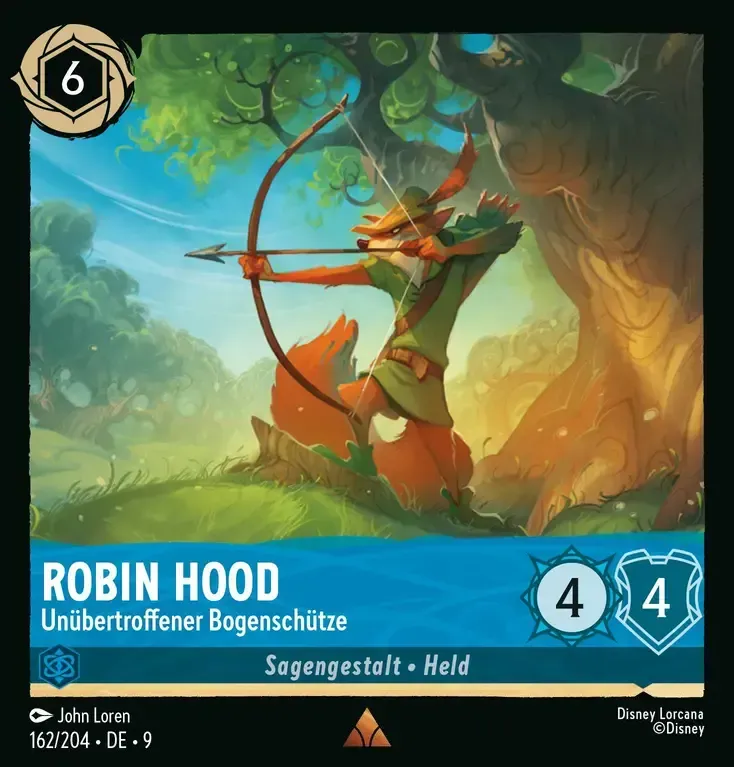 6
ROBIN HOOD
Unübertroffener Bogenschütze
4
4
Sagengestalt • Held
John Loren
162/204 • DE • 9
Disney Lorcana
©Disney